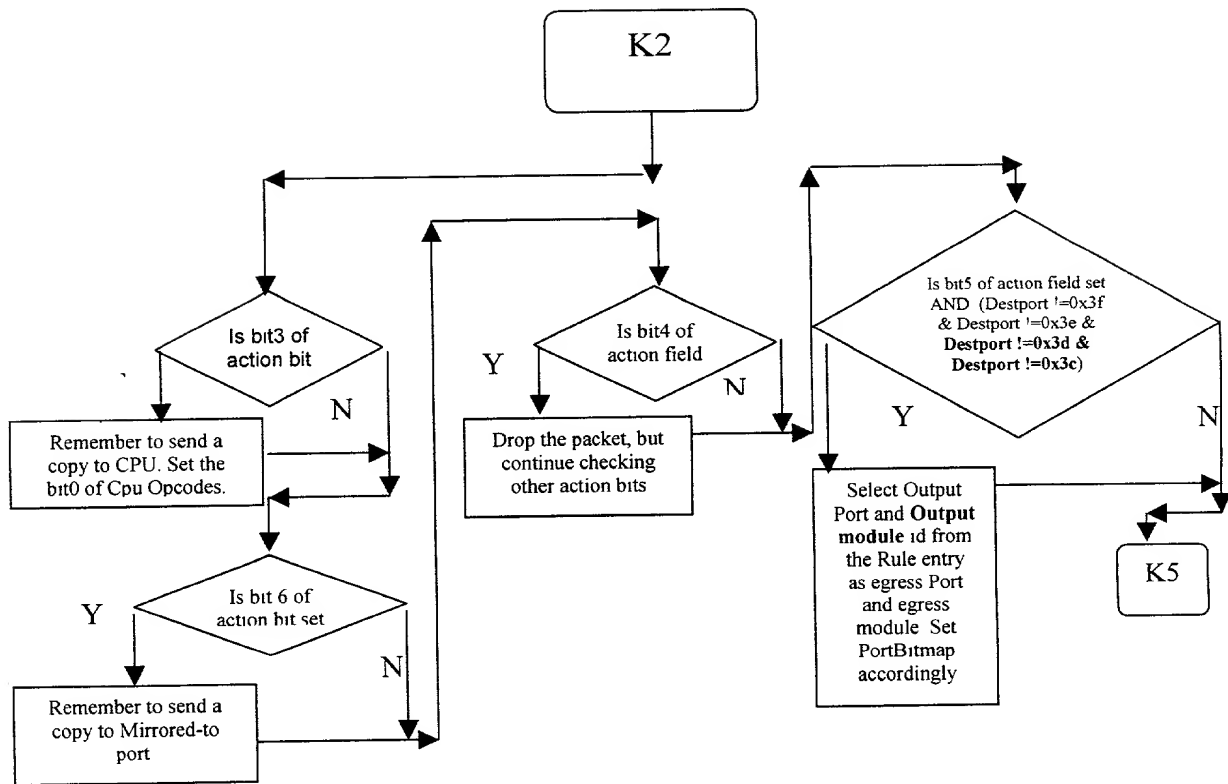 K2
Is bit3 of
action bit
Y
N
Remember to send a
copy to CPU. Set the
bit0 of Cpu Opcodes.
Is bit 6 of
action bit set
Y
N
Remember to send a
copy to Mirrored-to
port
Is bit4 of
action field
Y
N
Drop the packet, but
continue checking
other action bits
Is bit5 of action field set
AND (Destport !=0x3f
& Destport !=0x3e &
Destport !=0x3d &
Destport !=0x3c)
Y
N
Select Output
Port and Output
module id from
the Rule entry
as egress Port
and egress
module Set
PortBitmap
accordingly
K5